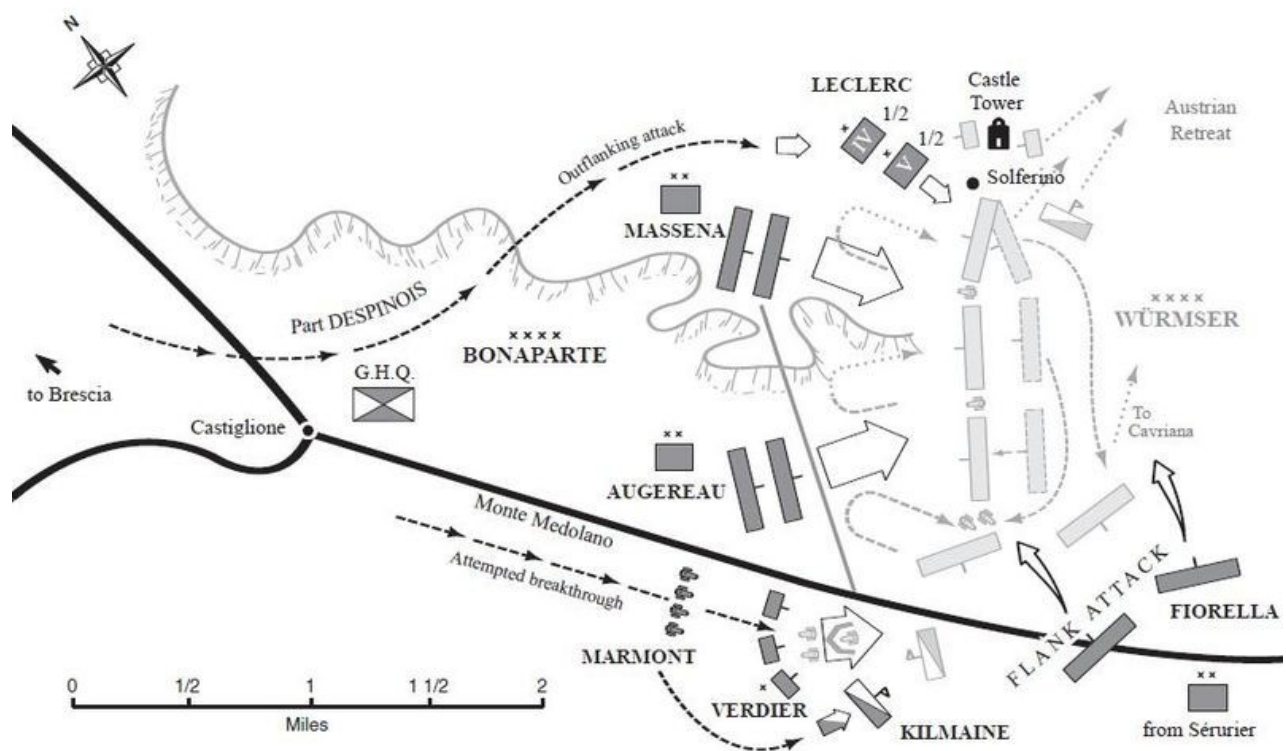 N
LECLERC
1/2
1/2
IV
V
Castle
Tower
Austrian
Retreat
Outflanking attack
Solferino
MASSENA
Part DESPINOIS
BONAPARTE
WÜRMSER
to Brescia
G.H.Q.
Castiglione
To
Cavriana
AUGEREAU
Monte Medolano
Attempted breakthrough
FLANK ATTACK
FIORELLA
MARMONT
VERDIER
KILMAINE
from Sérurier
0 1/2 1 1 1/2 2
Miles